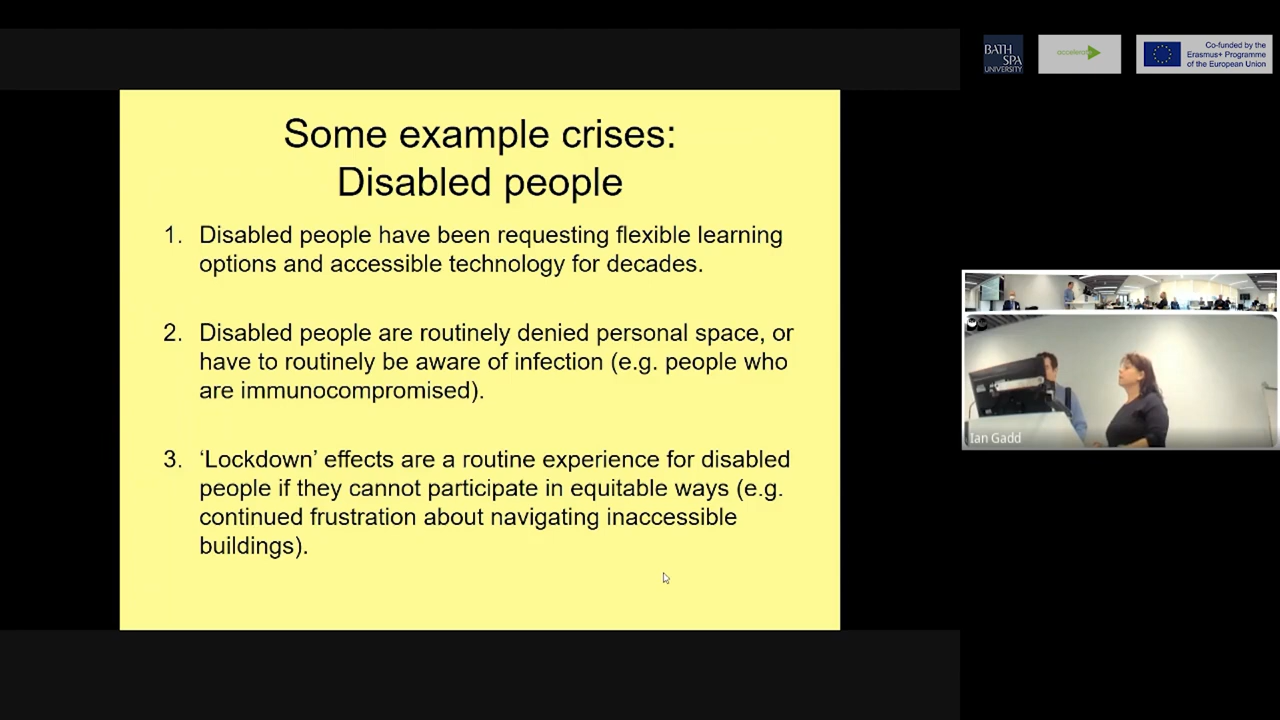 BATH
SPA
UNIVERSITY
accelerate
Co-funded by the
Erasmus+ Programme
of the European Union
Some example crises:
Disabled people
1. Disabled people have been requesting flexible learning
options and accessible technology for decades.
2. Disabled people are routinely denied personal space, or
have to routinely be aware of infection (e.g. people who
are immunocompromised).
3. ‘Lockdown’ effects are a routine experience for disabled
people if they cannot participate in equitable ways (e.g.
continued frustration about navigating inaccessible
buildings).
Ian Gadd